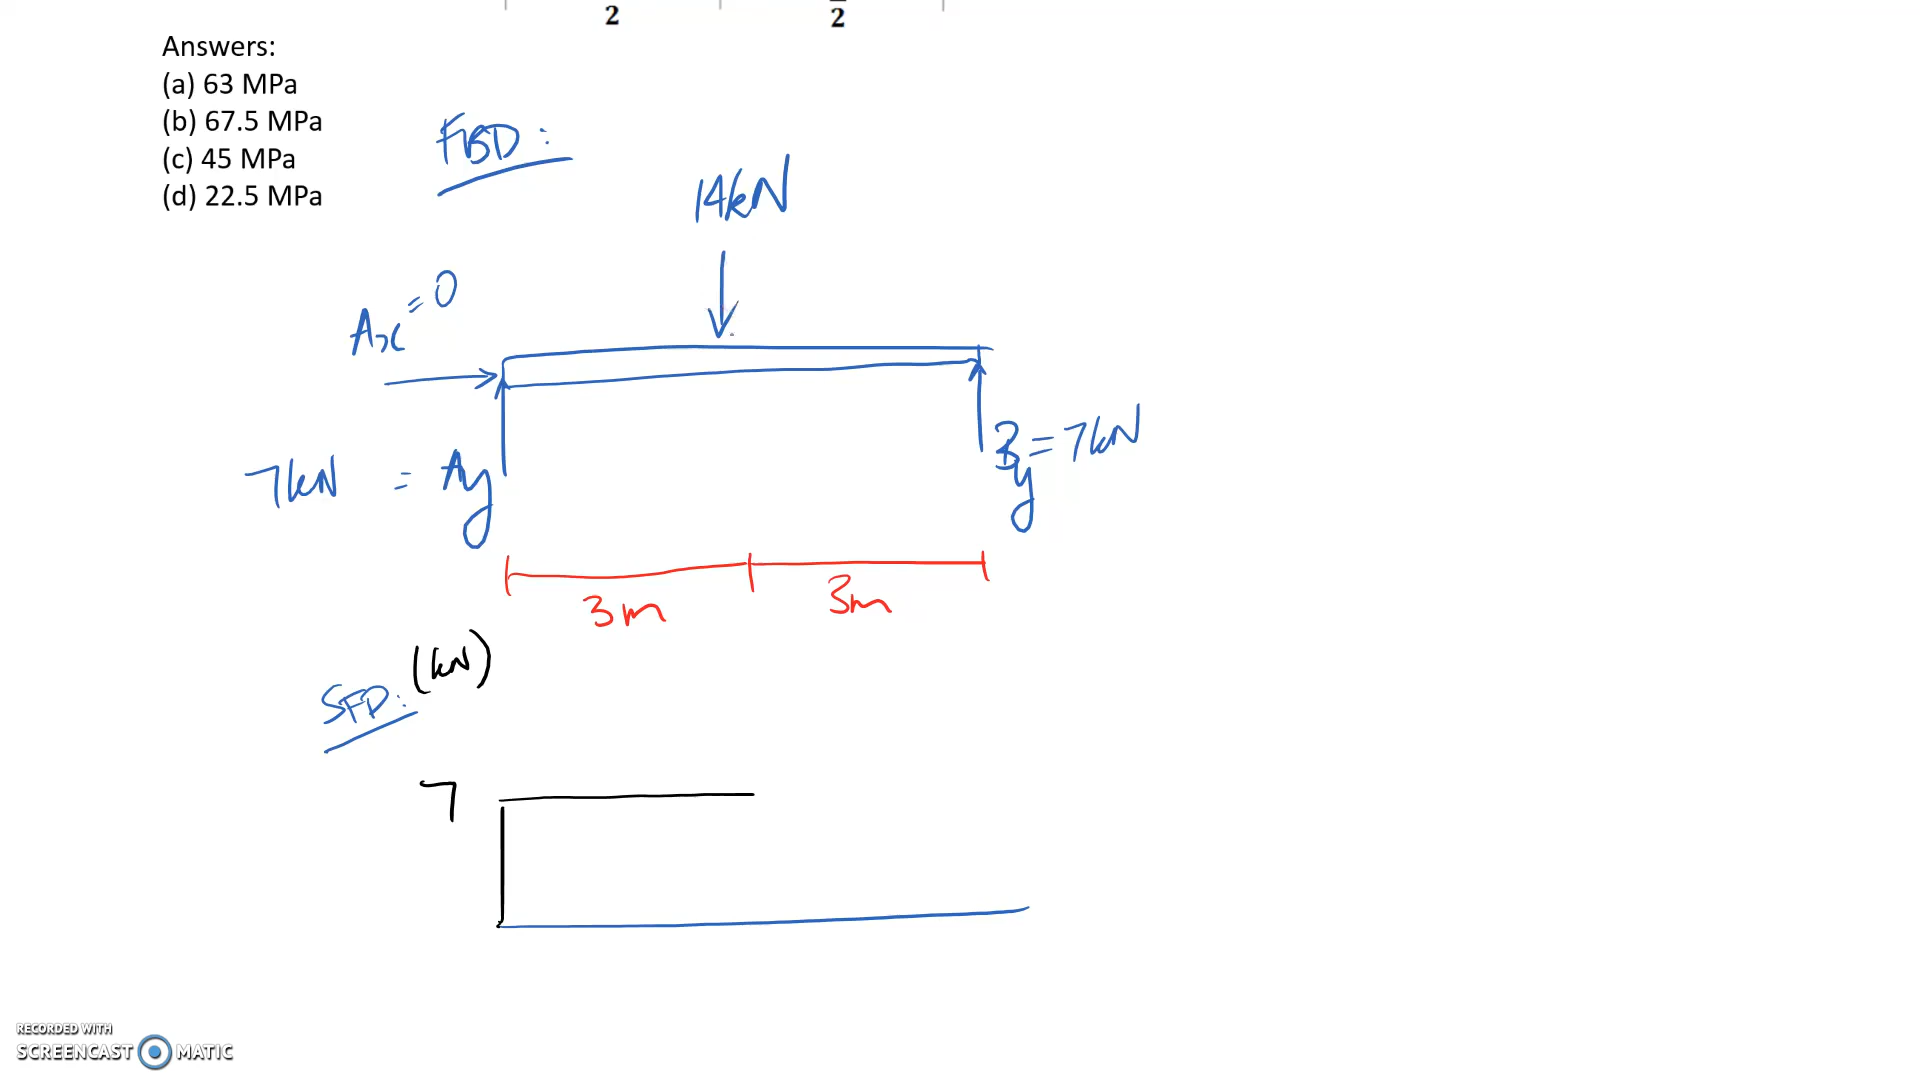 2 2
Answers:
(a) 63 MPa
(b) 67.5 MPa
(c) 45 MPa
(d) 22.5 MPa
FBD:
14kN
Ax = 0
7kN = Ay
By = 7kN
3m 3m
SFD: (kN)
7
RECORDED WITH
SCREENCAST MATIC